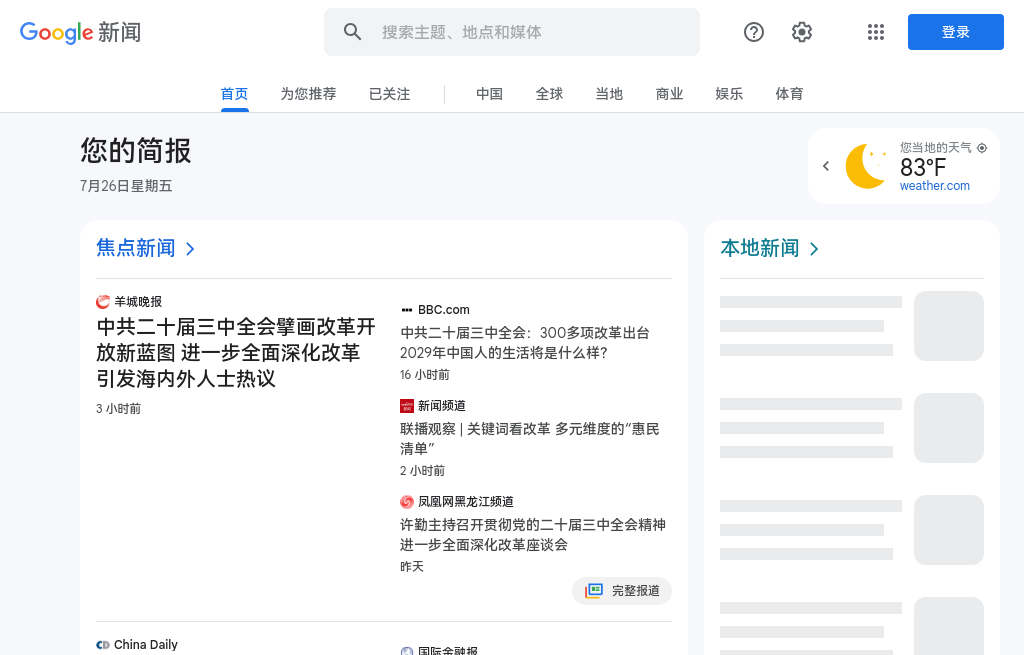 Google 新闻
搜索主题、地点和媒体
登录
首页
为您推荐
已关注
中国
全球
当地
商业
娱乐
体育
您的简报
7月26日星期五
您当地的天气
83°F
weather.com
焦点新闻
羊城晚报
中共二十届三中全会擘画改革开
放新蓝图 进一步全面深化改革
引发海内外人士热议
3 小时前
BBC.com
中共二十届三中全会：300多项改革出台
2029年中国人的生活将是什么样？
16 小时前
新闻频道
联播观察 | 关键词看改革 多元维度的“惠民
清单”
2 小时前
凤凰网黑龙江频道
许勤主持召开贯彻党的二十届三中全会精神
进一步全面深化改革座谈会
昨天
完整报道
China Daily
国际金融报
本地新闻